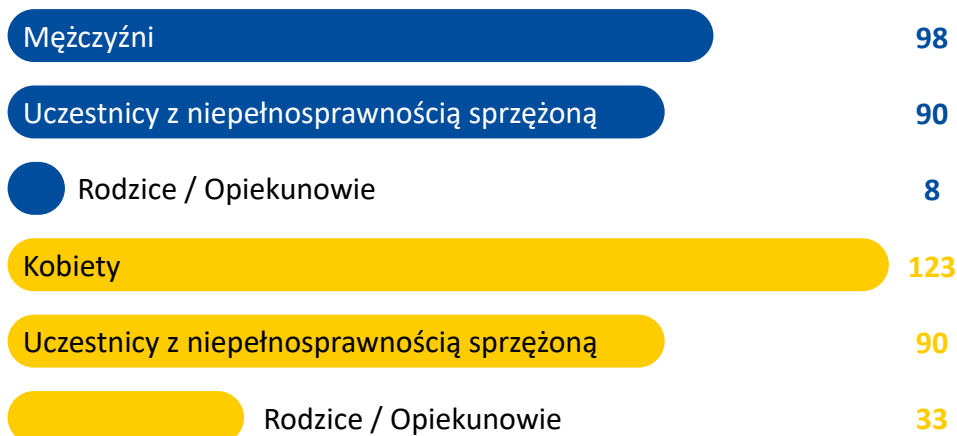 Mężczyźni 98
Uczestnicy z niepełnosprawnością sprzężoną 90
Rodzice / Opiekunowie 8
Kobiety 123
Uczestnicy z niepełnosprawnością sprzężoną 90
Rodzice / Opiekunowie 33